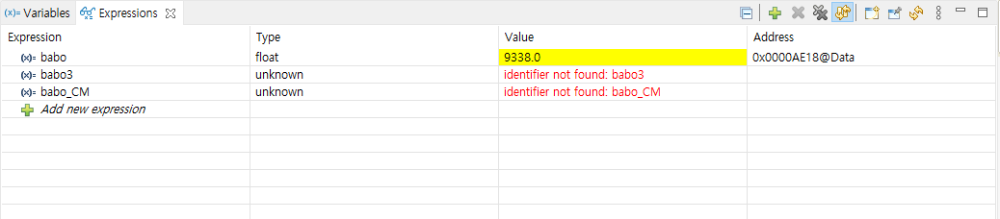 (x)= Variables Expressions
Expression Type Value Address
(x)= babo float 9338.0 0x0000AE18@Data
(x)= babo3 unknown identifier not found: babo3
(x)= babo_CM unknown identifier not found: babo_CM
Add new expression